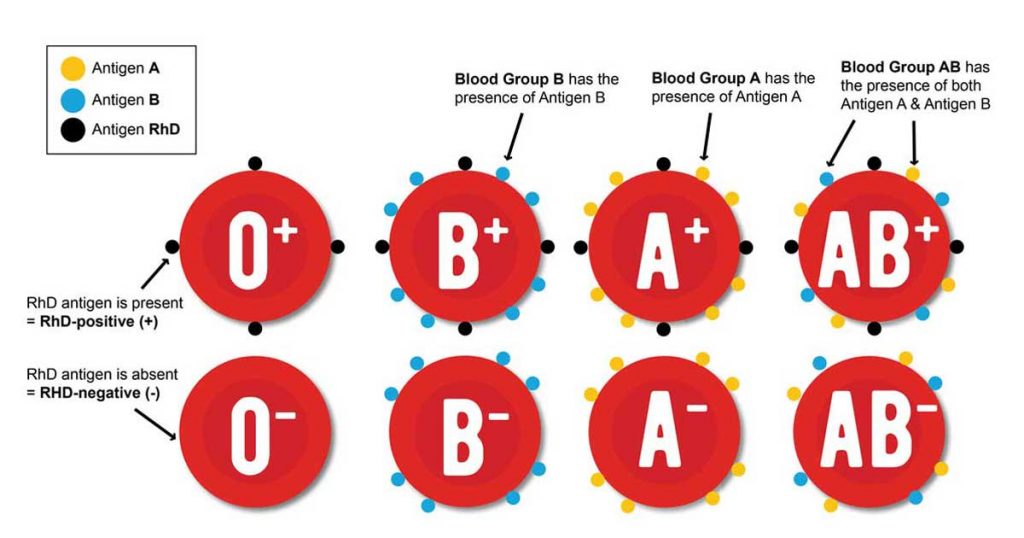 Antigen A
Antigen B
Antigen RhD
Blood Group B has the
presence of Antigen B
Blood Group A has the
presence of Antigen A
Blood Group AB has
the presence of both
Antigen A & Antigen B
O+
B+
A+
AB+
RhD antigen is present
= RhD-positive (+)
RHD antigen is absent
= RHD-negative (-)
O-
B-
A-
AB-